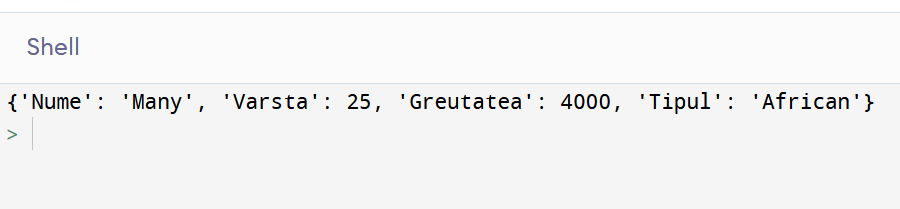 Shell
{'Nume': 'Many', 'Varsta': 25, 'Greutatea': 4000, 'Tipul': 'African'}
>